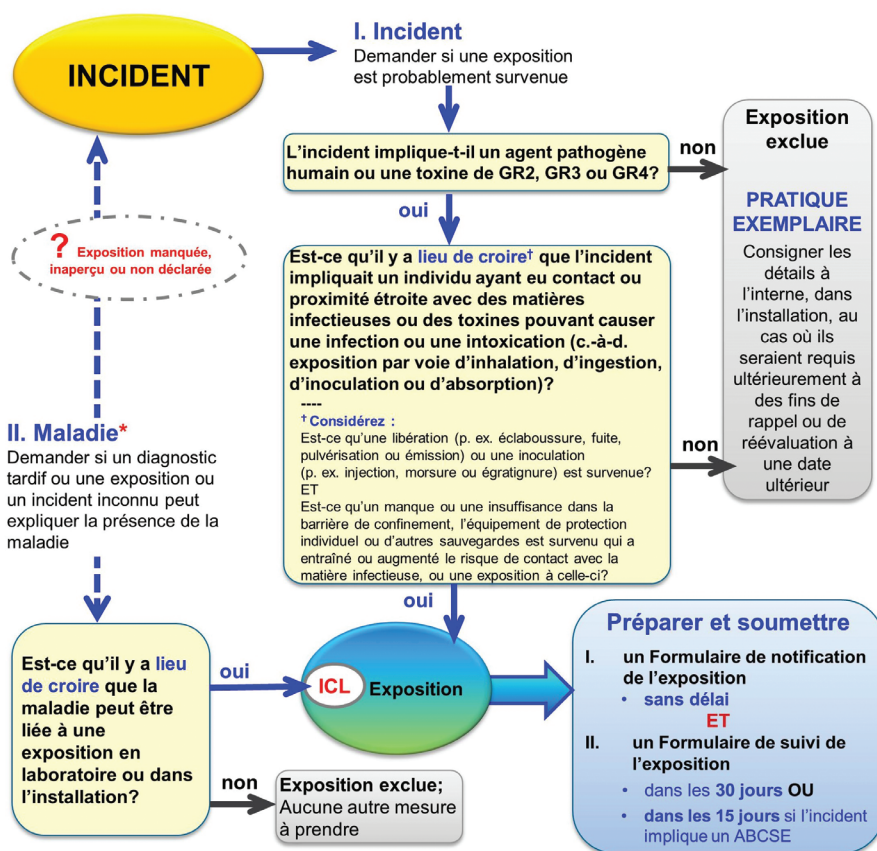 INCIDENT
I. Incident
Demander si une exposition
est probablement survenue
L'incident implique-t-il un agent pathogène
humain ou une toxine de GR2, GR3 ou GR4?
non
oui
Exposition
exclue
PRATIQUE
EXEMPLAIRE
Consigner les
détails à
l'interne, dans
l'installation, au
cas où ils
seraient requis
ultérieurement à
des fins de
rappel ou de
réévaluation à
une date
ultérieur
? Exposition manquée,
inaperçu ou non déclarée
Est-ce qu'il y a lieu de croire† que l'incident
impliquait un individu ayant eu contact ou
proximité étroite avec des matières
infectieuses ou des toxines pouvant causer
une infection ou une intoxication (c.-à-d.
exposition par voie d'inhalation, d'ingestion,
d'inoculation ou d'absorption)?
----
† Considérez :
Est-ce qu'une libération (p. ex. éclaboussure, fuite,
pulvérisation ou émission) ou une inoculation
(p. ex. injection, morsure ou égratignure) est survenue?
ET
Est-ce qu'un manque ou une insuffisance dans la
barrière de confinement, l'équipement de protection
individuel ou d'autres sauvegardes est survenu qui a
entraîné ou augmenté le risque de contact avec la
matière infectieuse, ou une exposition à celle-ci?
non
oui
II. Maladie*
Demander si un diagnostic
tardif ou une exposition ou
un incident inconnu peut
expliquer la présence de la
maladie
Est-ce qu'il y a lieu
de croire que la
maladie peut être
liée à une
exposition en
laboratoire ou dans
l'installation?
oui
non
ICL Exposition
Exposition exclue;
Aucune autre mesure
à prendre
Préparer et soumettre
I. un Formulaire de notification
de l'exposition
• sans délai
ET
II. un Formulaire de suivi de
l'exposition
• dans les 30 jours OU
• dans les 15 jours si l'incident
implique un ABCSE